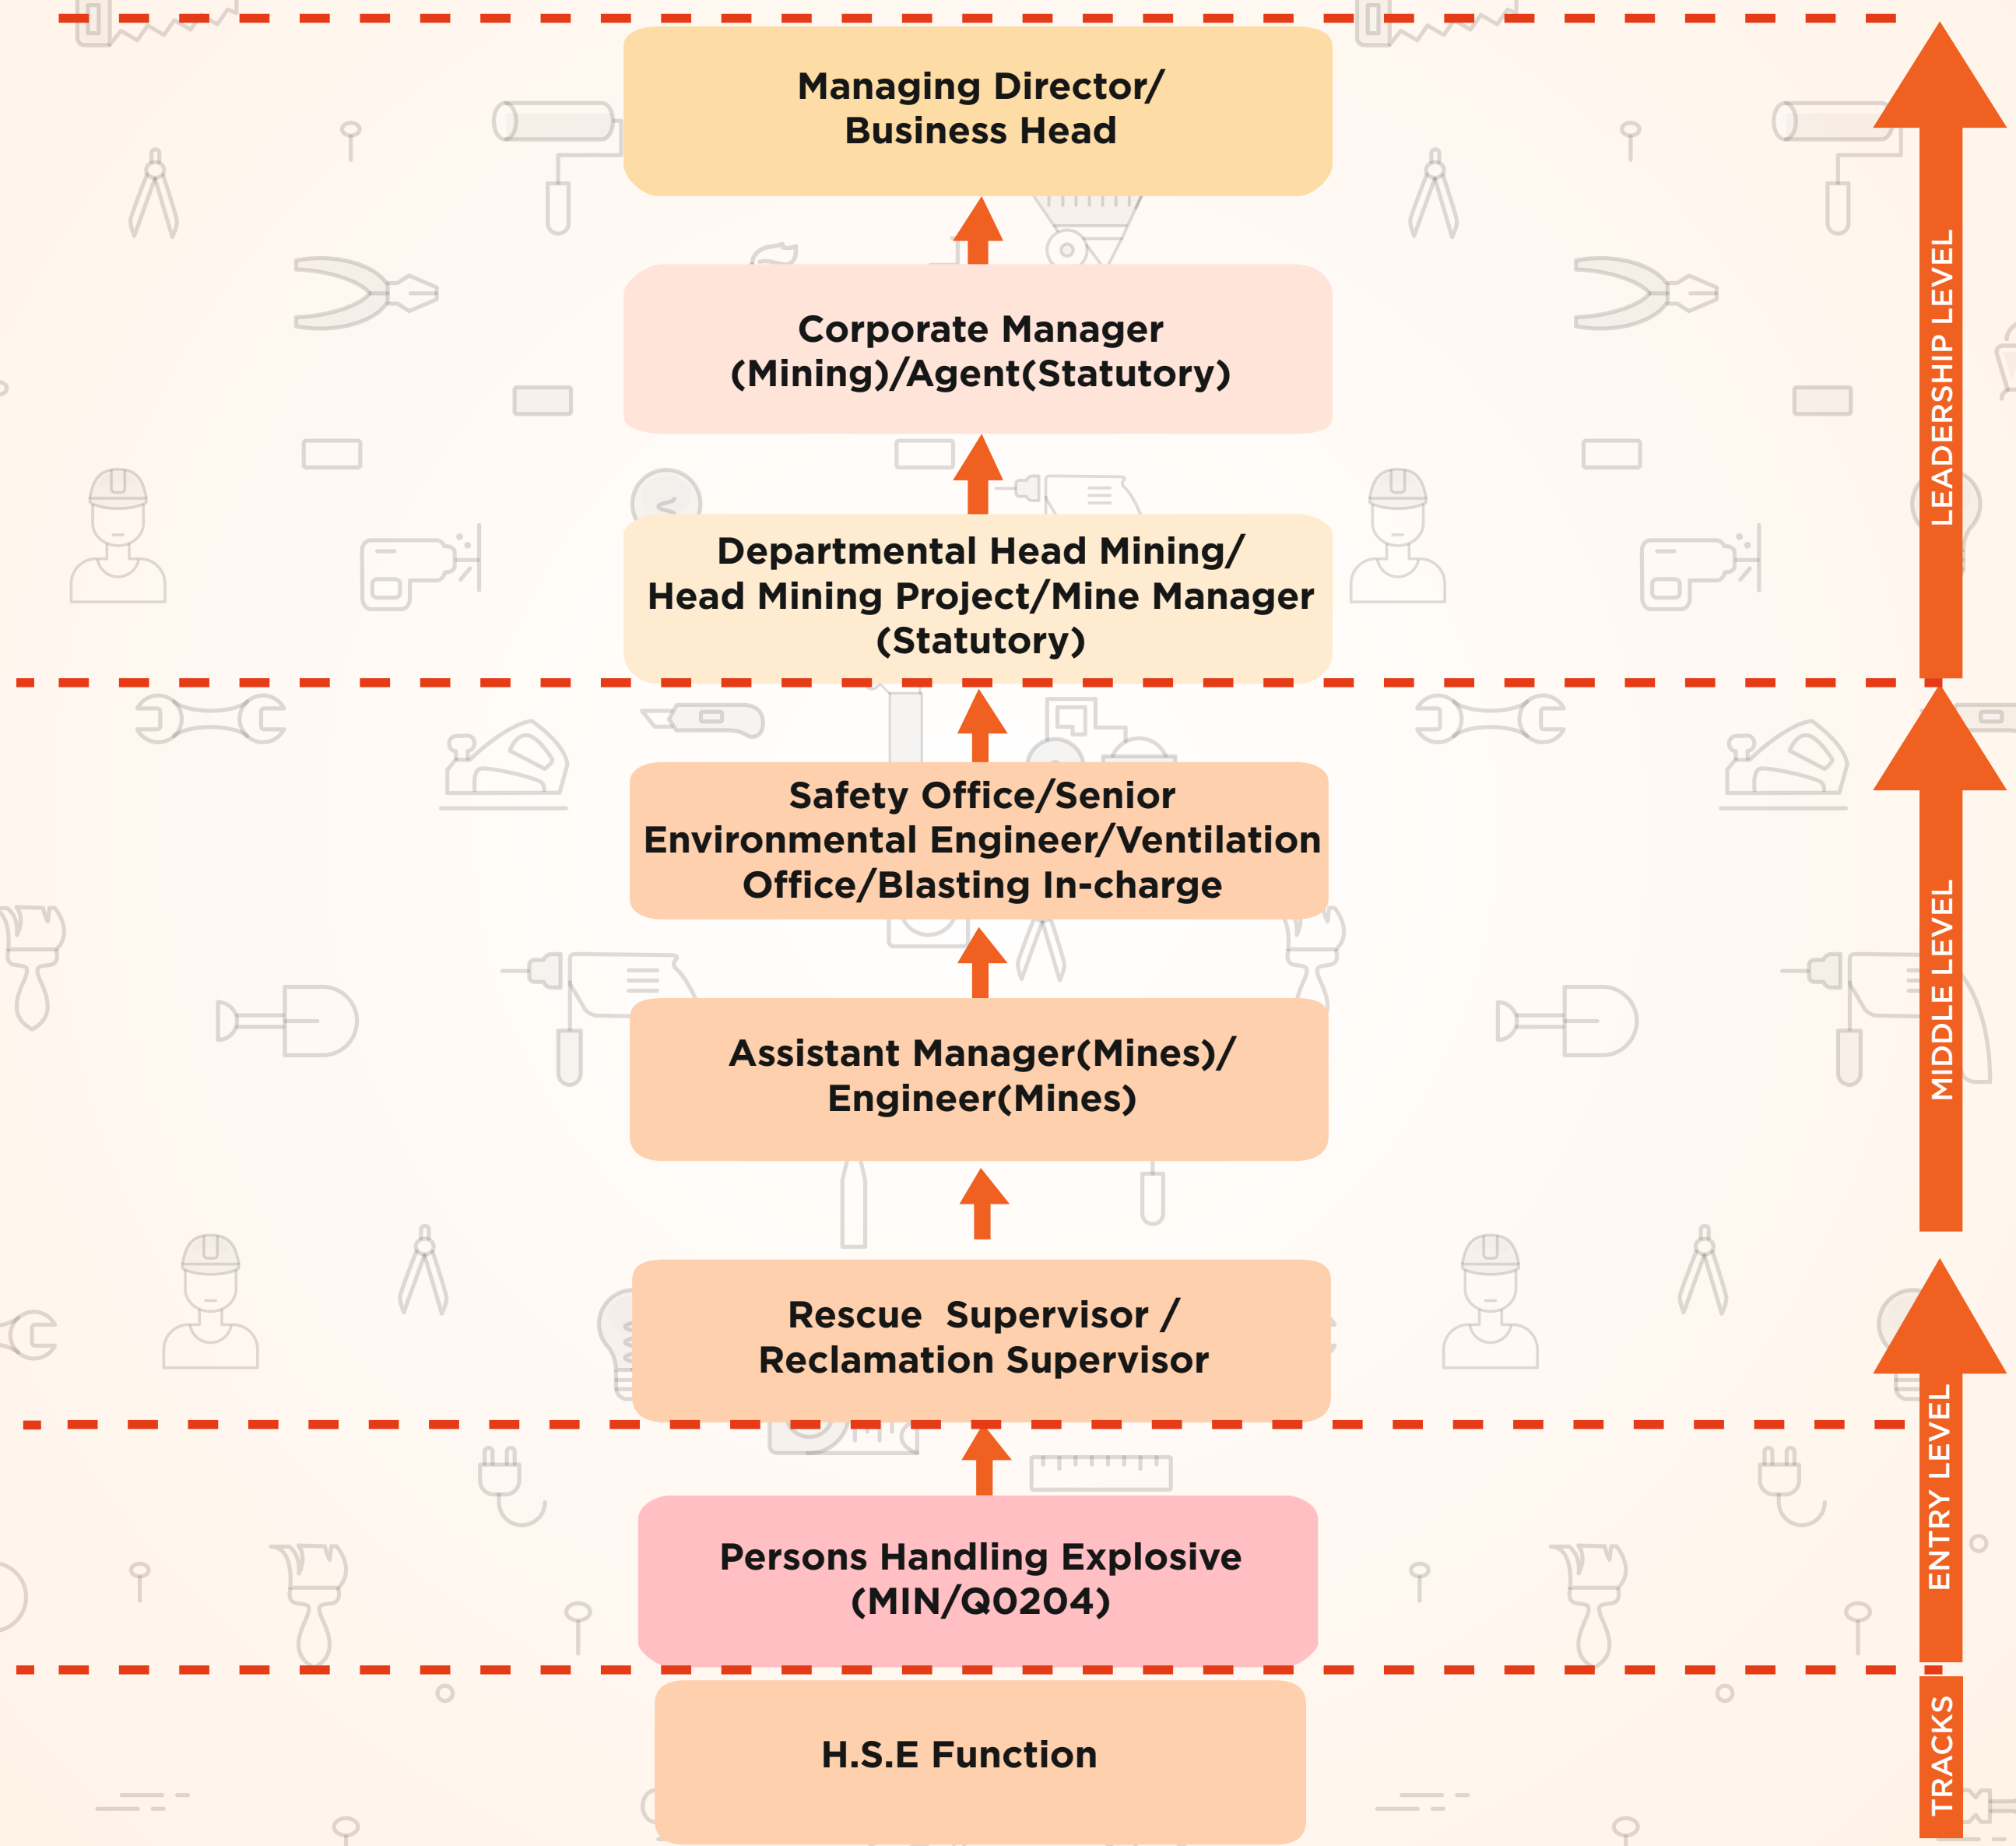 Managing Director/
Business Head
Corporate Manager
(Mining)/Agent(Statutory)
Departmental Head Mining/
Head Mining Project/Mine Manager
(Statutory)
LEADERSHIP LEVEL
Safety Office/Senior
Environmental Engineer/Ventilation
Office/Blasting In-charge
Assistant Manager(Mines)/
Engineer(Mines)
MIDDLE LEVEL
Rescue  Supervisor /
Reclamation Supervisor
Persons Handling Explosive
(MIN/Q0204)
ENTRY LEVEL
H.S.E Function
TRACKS